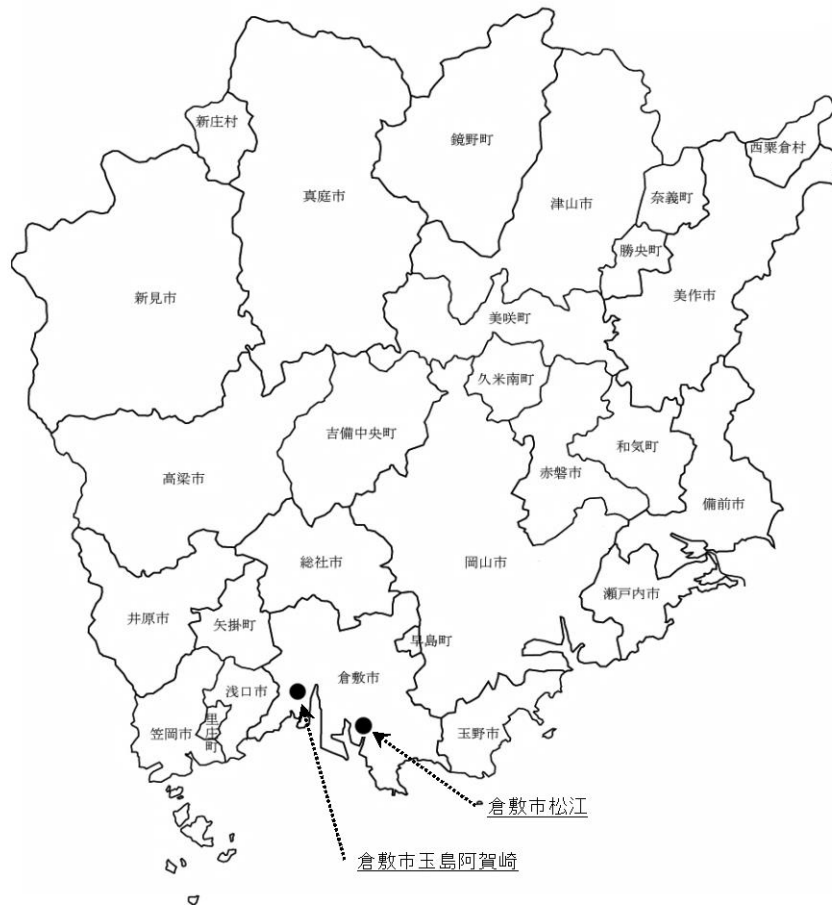 新庄村
鏡野町
西粟倉村
真庭市
津山市
奈義町
勝央町
新見市
美作市
美咲町
久米南町
吉備中央町
和気町
高梁市
赤磐市
備前市
総社市
岡山市
瀬戸内市
井原市
矢掛町
早島町
倉敷市
浅口市
里庄町
笠岡市
玉野市
倉敷市松江
倉敷市玉島阿賀崎